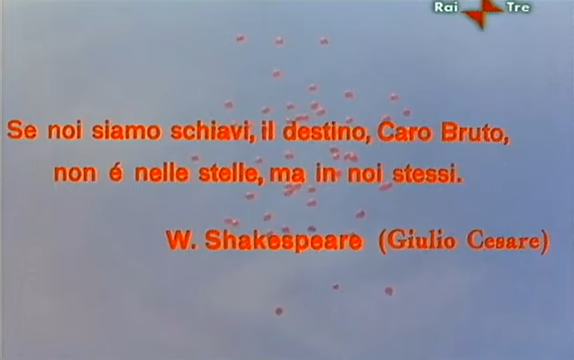 Rai Tre
Se noi siamo schiavi, il destino, Caro Bruto,
non é nelle stelle, ma in noi stessi.
W. Shakespeare (Giulio Cesare)